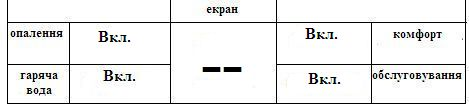 екран
опалення Вкл. Вкл. комфорт
--
гаряча Вкл. Вкл. обслуговування
вода